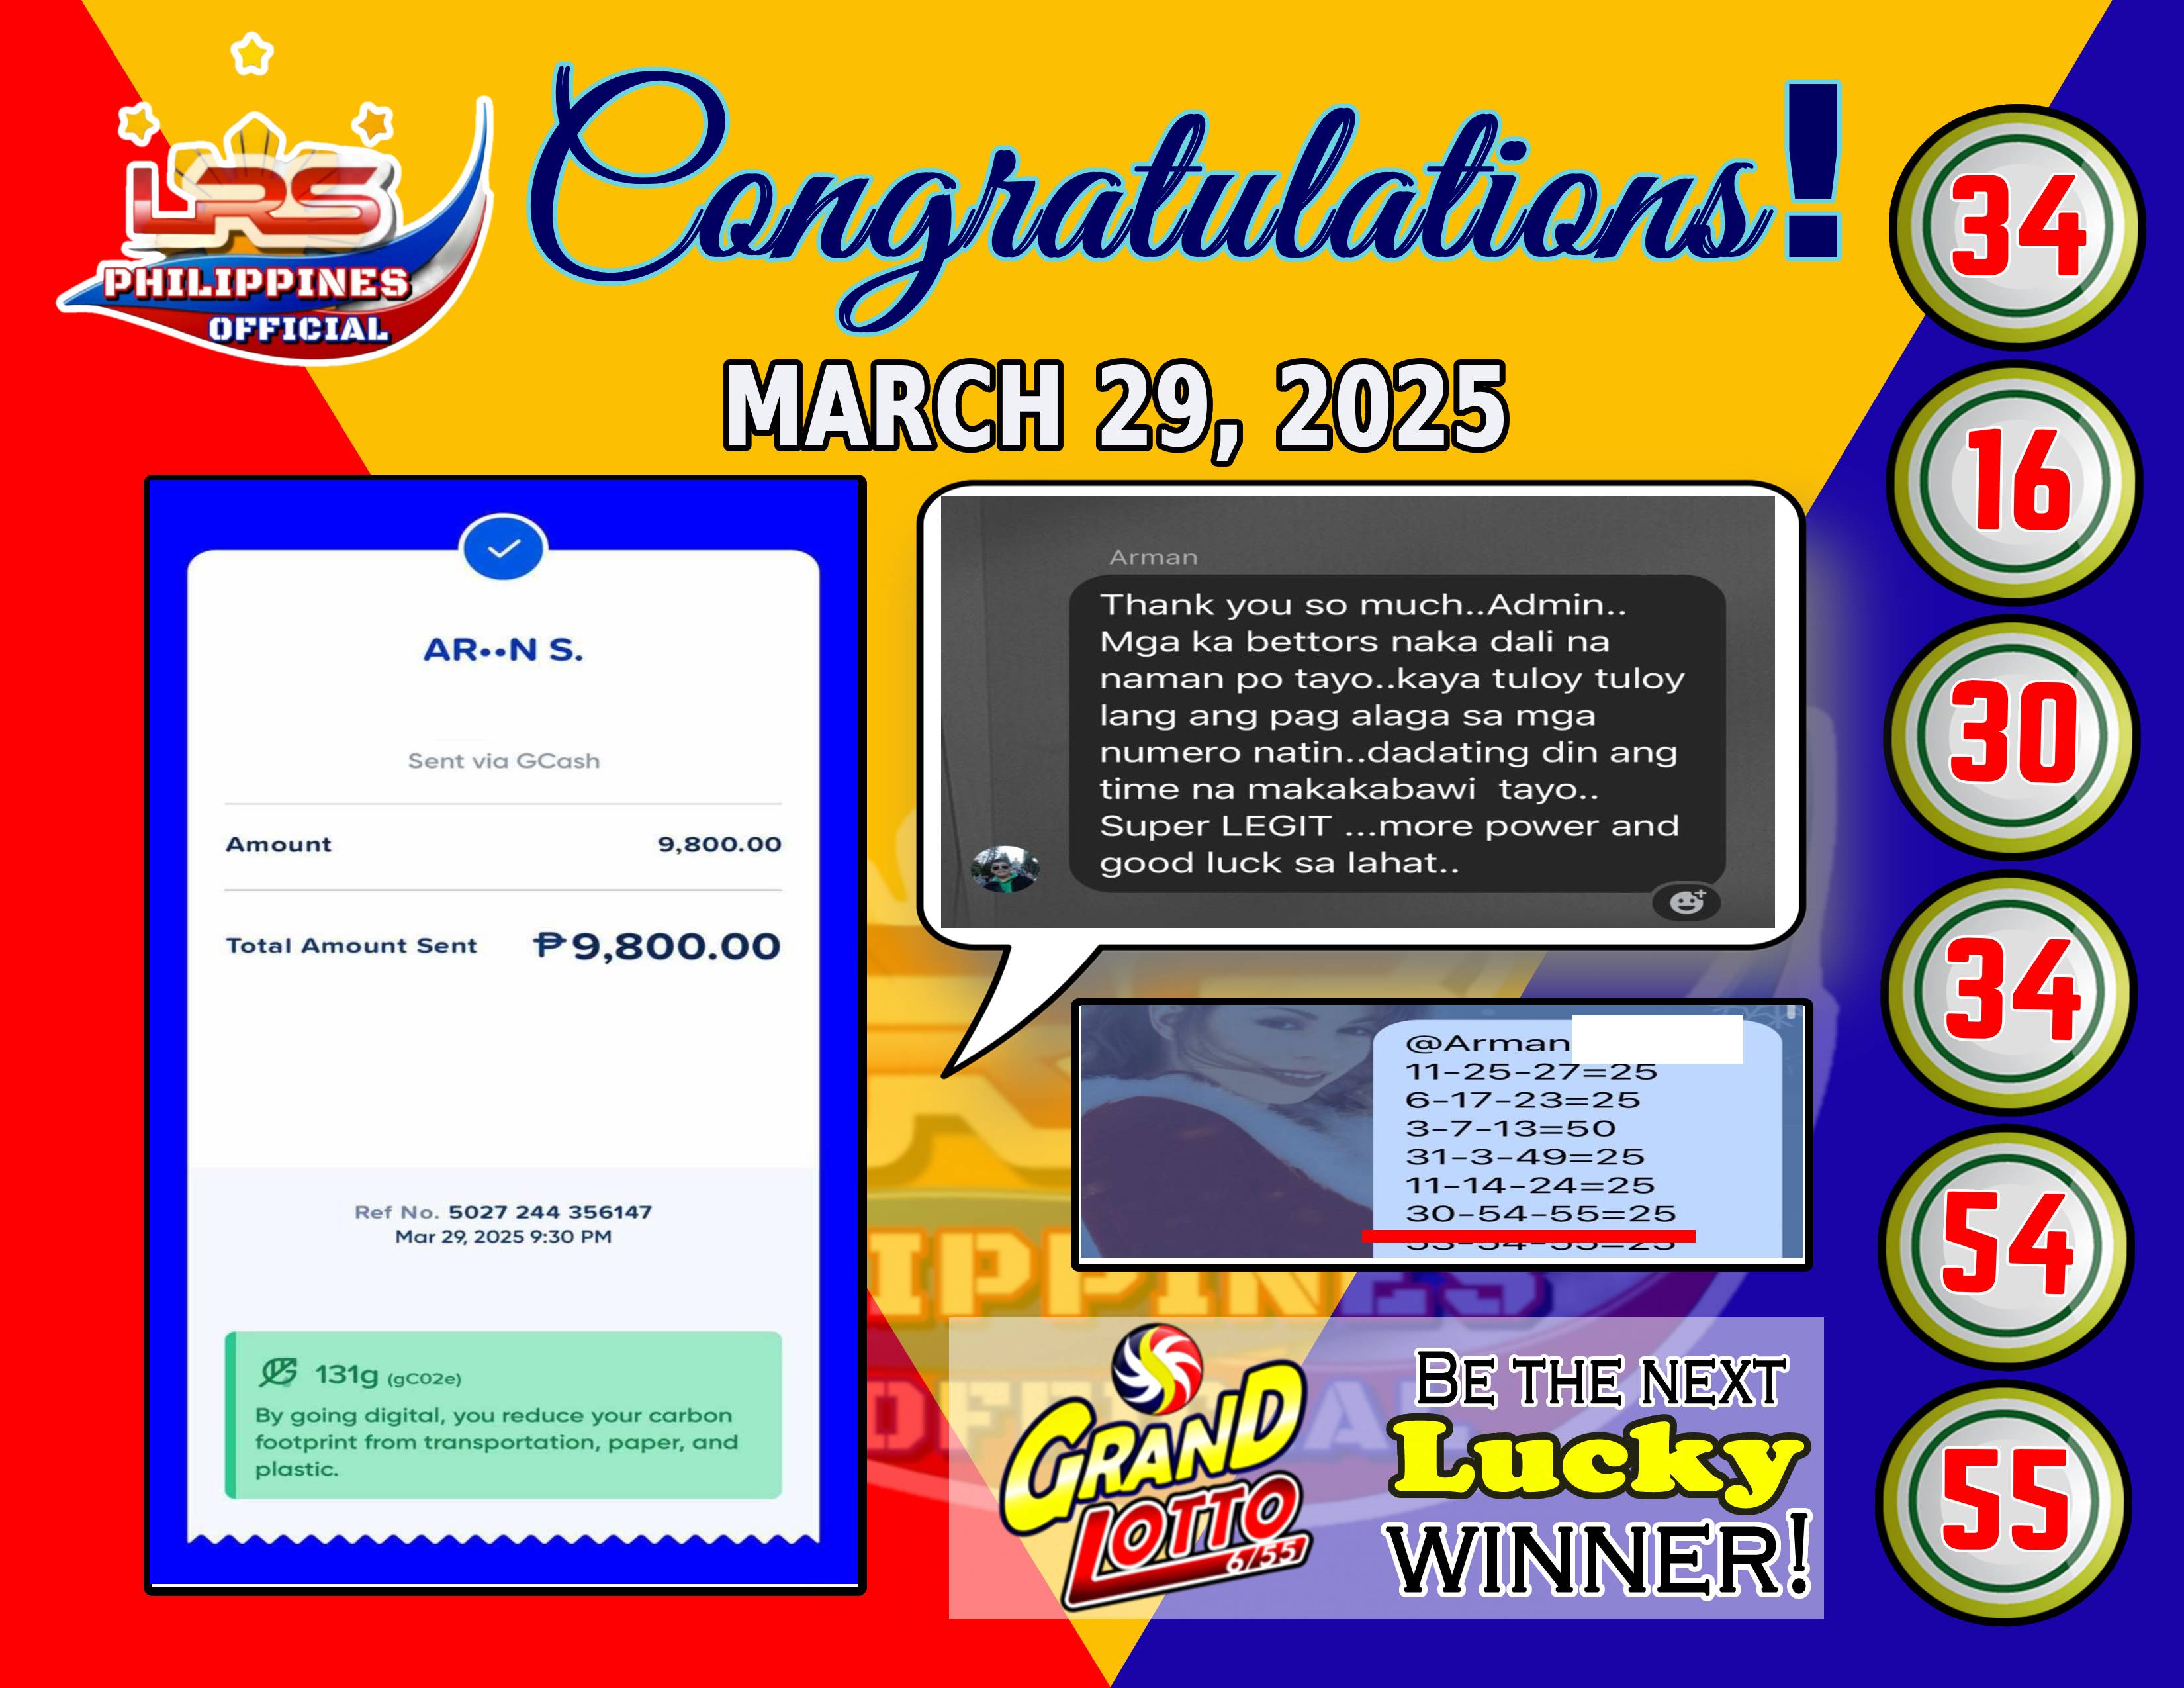 LRS
PHILIPPINES
OFFICIAL
Congratulations!
MARCH 29, 2025
AR••N S.
Sent via GCash
Amount 9,800.00
Total Amount Sent ₱9,800.00
Ref No. 5027 244 356147
Mar 29, 2025 9:30 PM
131g (gCO2e)
By going digital, you reduce your carbon
footprint from transportation, paper, and
plastic.
Arman
Thank you so much..Admin..
Mga ka bettors naka dali na
naman po tayo..kaya tuloy tuloy
lang ang pag alaga sa mga
numero natin..dadating din ang
time na makakabawi tayo..
Super LEGIT ...more power and
good luck sa lahat..
@Arman
11-25-27=25
6-17-23=25
3-7-13=50
31-3-49=25
11-14-24=25
30-54-55=25
53-54-55=25
GRAND
LOTTO
6/55
BE THE NEXT
Lucky
WINNER!
34
16
30
34
54
55